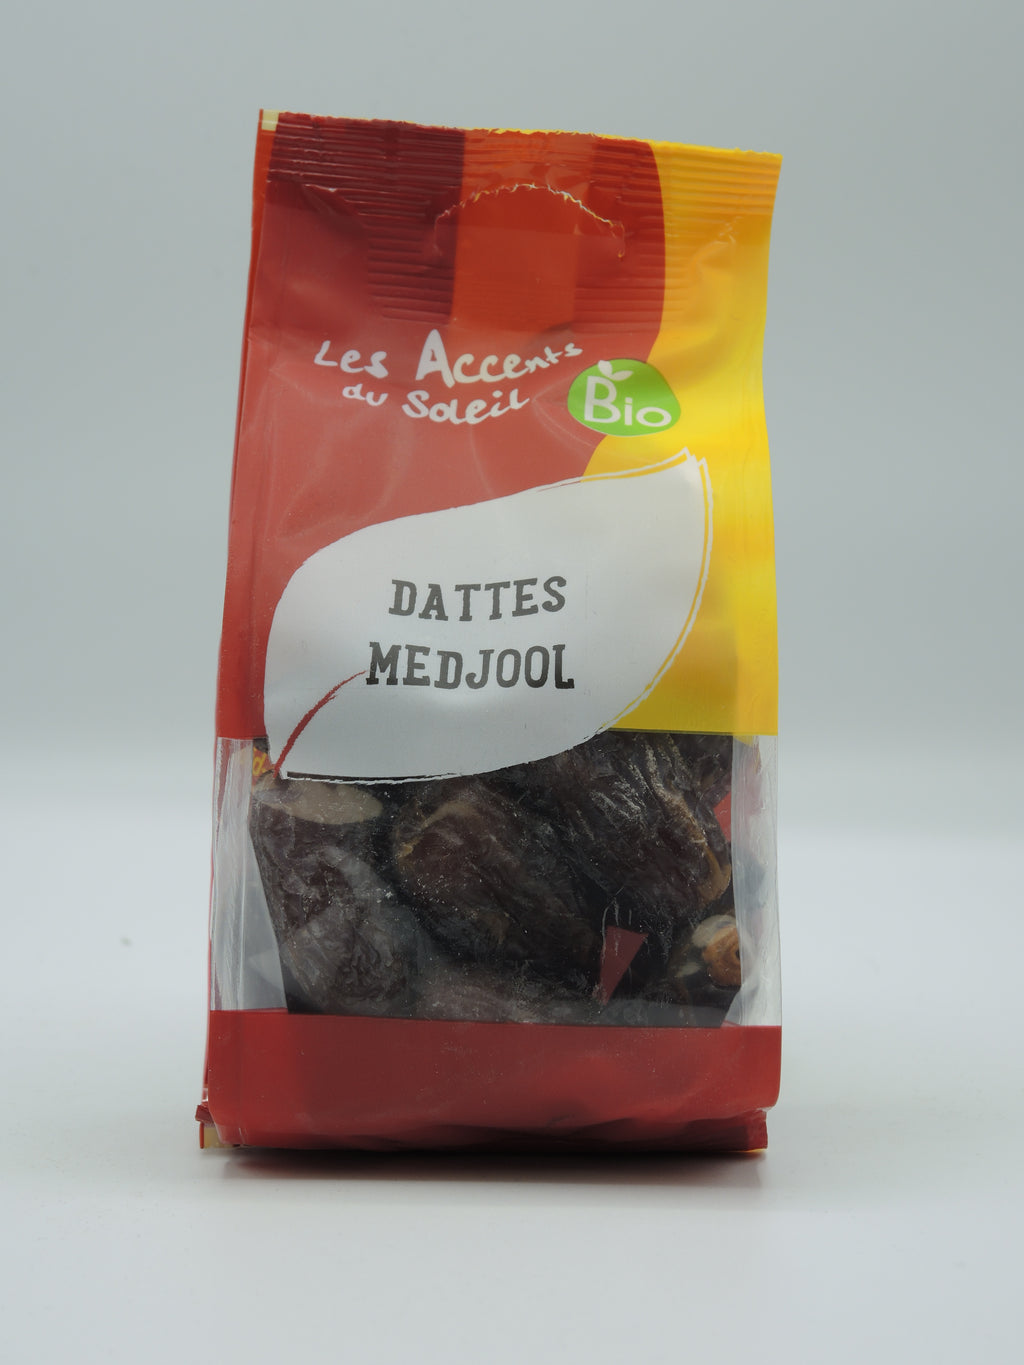 Les Accents
du Soleil
Bio
DATTES
MEDJOOL